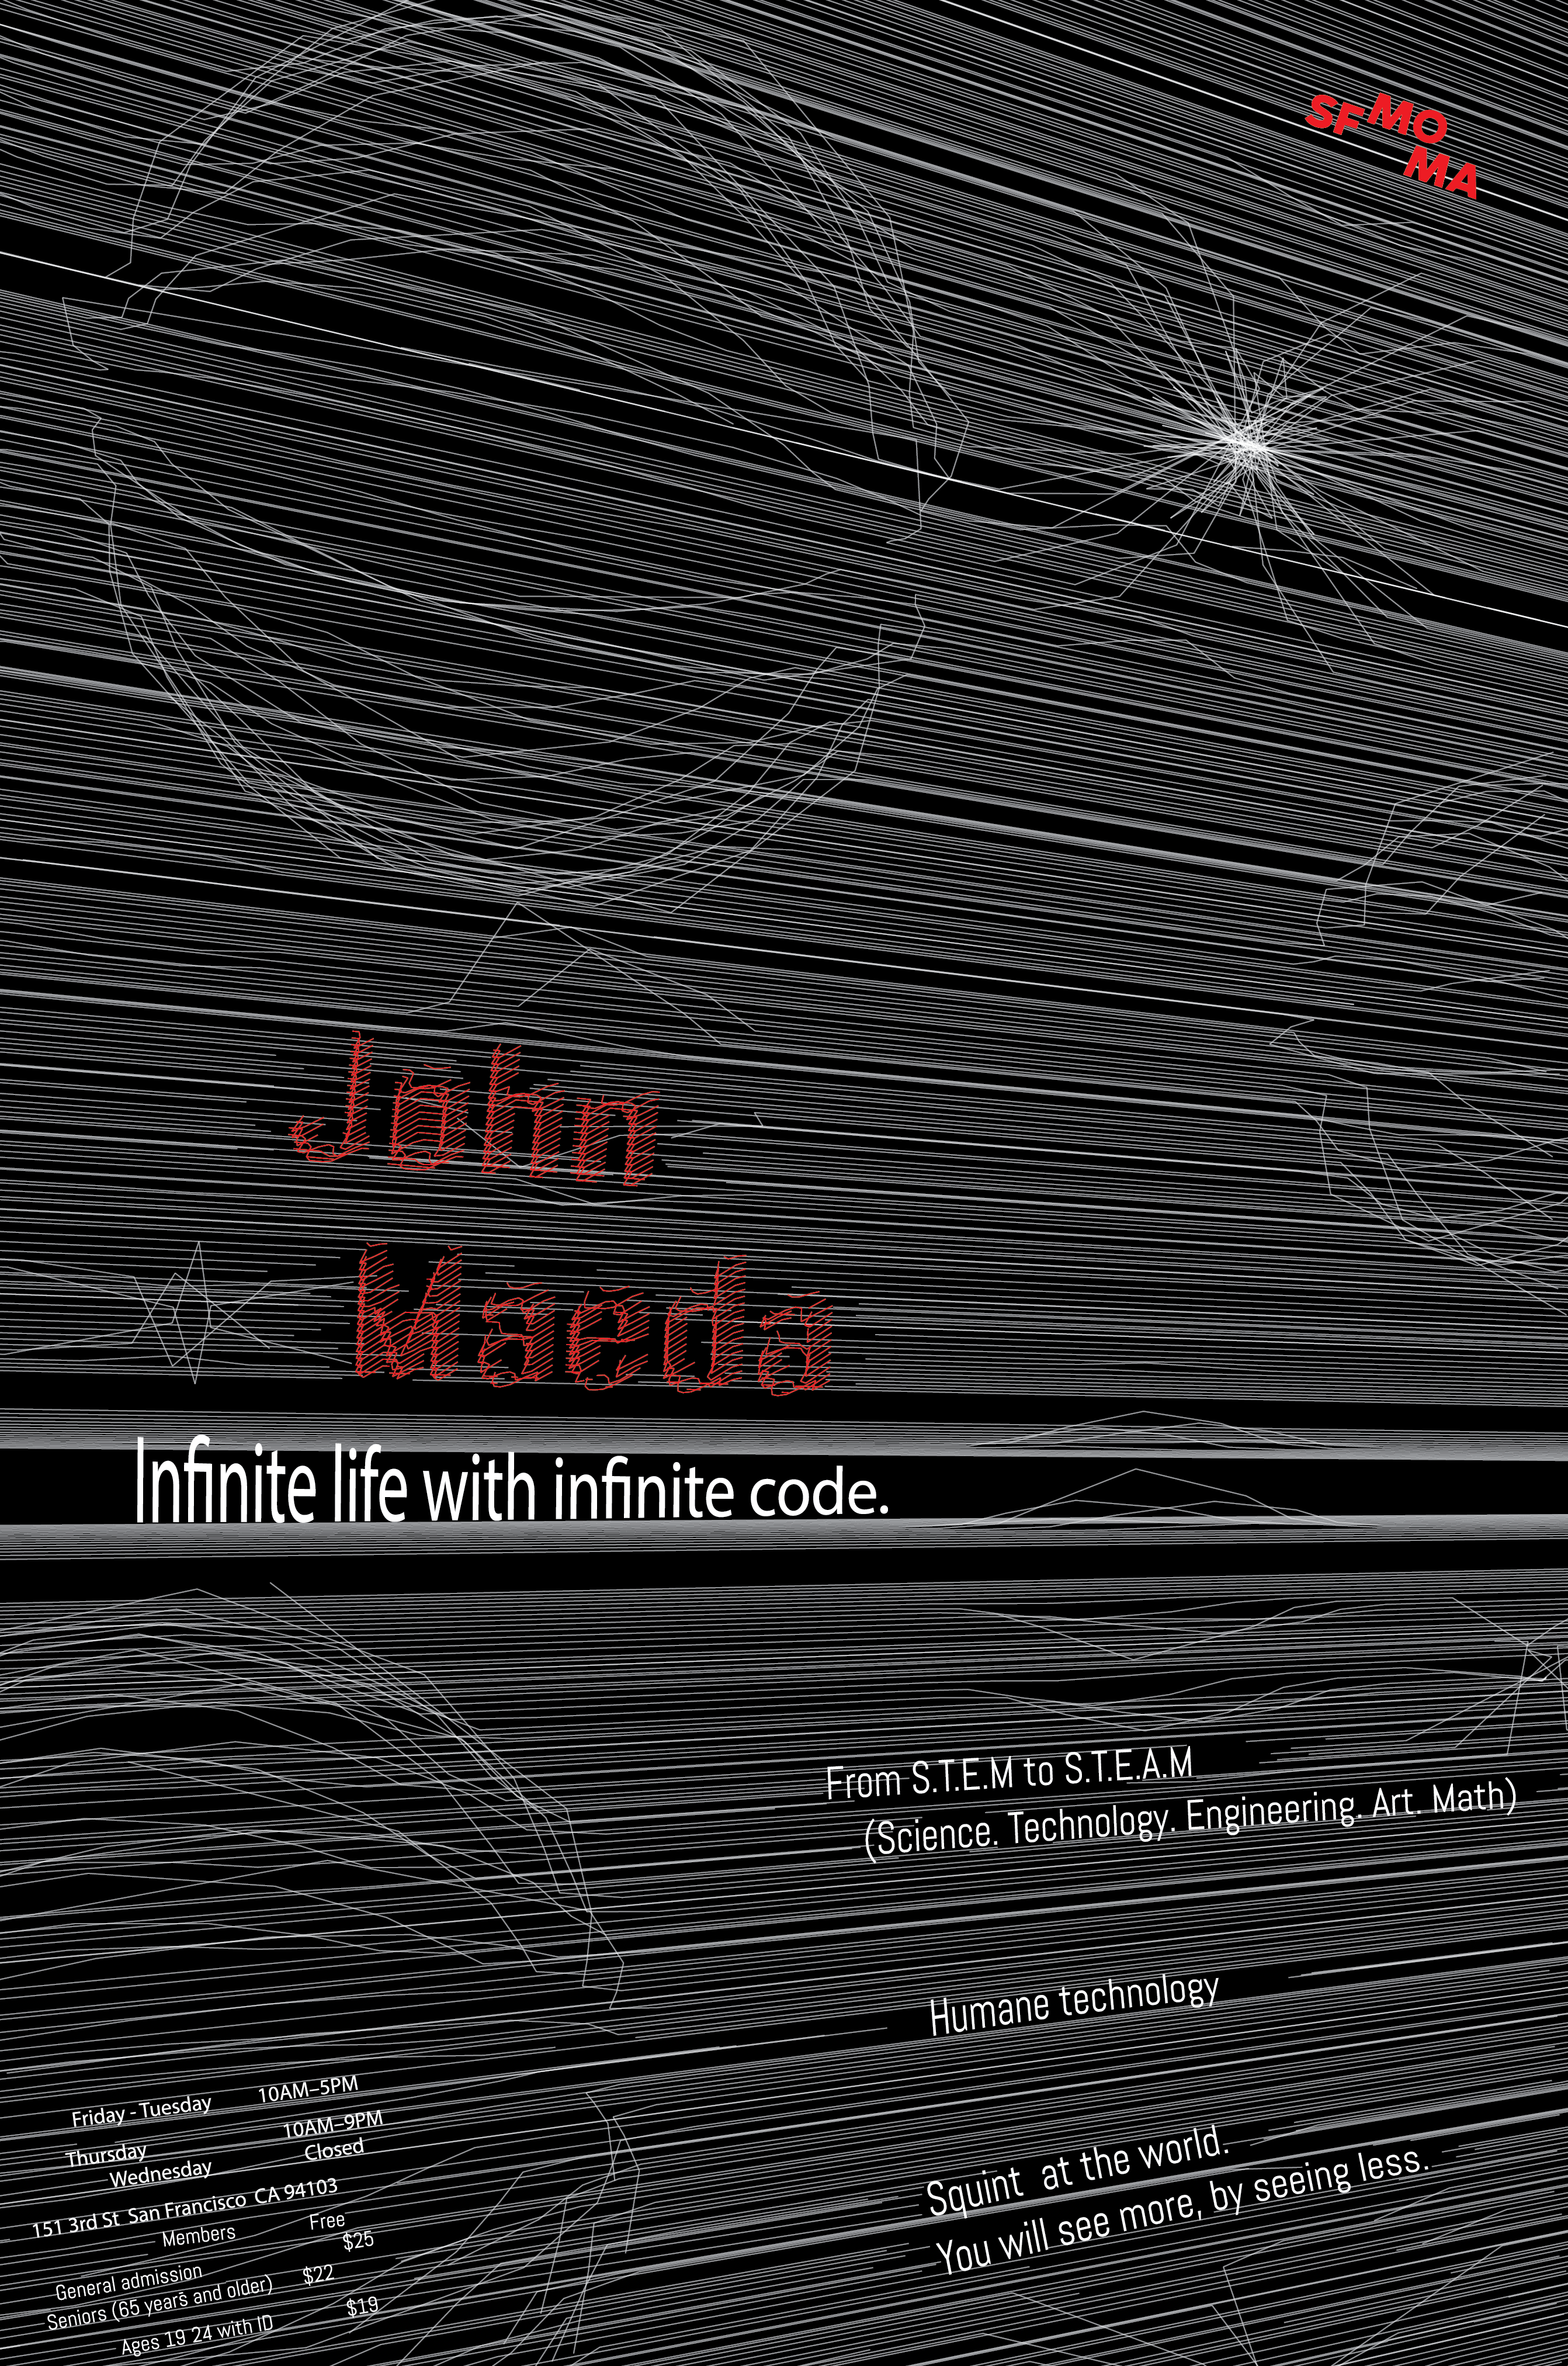 SFMO
MA
John
Maeda
Infinite life with infinite code.
From S.T.E.M to S.T.E.A.M
(Science. Technology. Engineering. Art. Math)
Humane technology
Squint at the world.
You will see more, by seeing less.
Friday - Tuesday 10AM–5PM
Thursday 10AM–9PM
Wednesday Closed
151 3rd St San Francisco CA 94103
Members Free
General admission $25
Seniors (65 years and older) $22
Ages 19 24 with ID $19